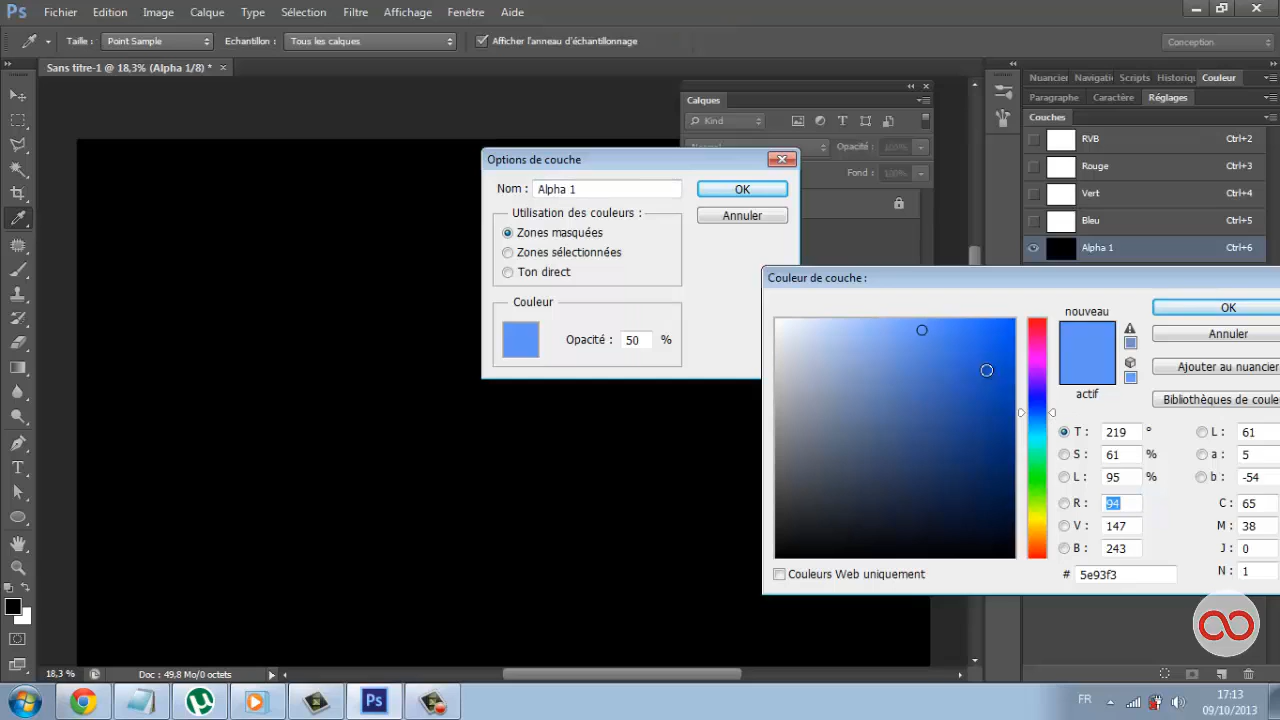 Ps Fichier Edition Image Calque Type Sélection Filtre Affichage Fenêtre Aide
Taille : Point Sample Echantillon : Tous les calques Afficher l'anneau d'échantillonnage Conception
Sans titre-1 @ 18,3% (Alpha 1/8) * ×
Nuancier Navigati Scripts Historiq Couleur
Paragraphe Caractère Réglages
Couches
Calques
Kind
Opacité : 100%
Fond : 100%
RVB Ctrl+2
Rouge Ctrl+3
Vert Ctrl+4
Bleu Ctrl+5
Alpha 1 Ctrl+6
Options de couche
Nom : Alpha 1
OK
Annuler
Utilisation des couleurs :
Zones masquées
Zones sélectionnées
Ton direct
Couleur
Opacité : 50 %
Couleur de couche :
nouveau
actif
OK
Annuler
Ajouter au nuancier
Bibliothèques de coule
T : 219 ° L : 61
S : 61 % a : 5
L : 95 % b : -54
R : 94 C : 65
V : 147 M : 38
B : 243 J : 0
# 5e93f3 N : 1
Couleurs Web uniquement
18,3 % Doc : 49,8 Mo/0 octets
Ps
FR
17:13
09/10/2013